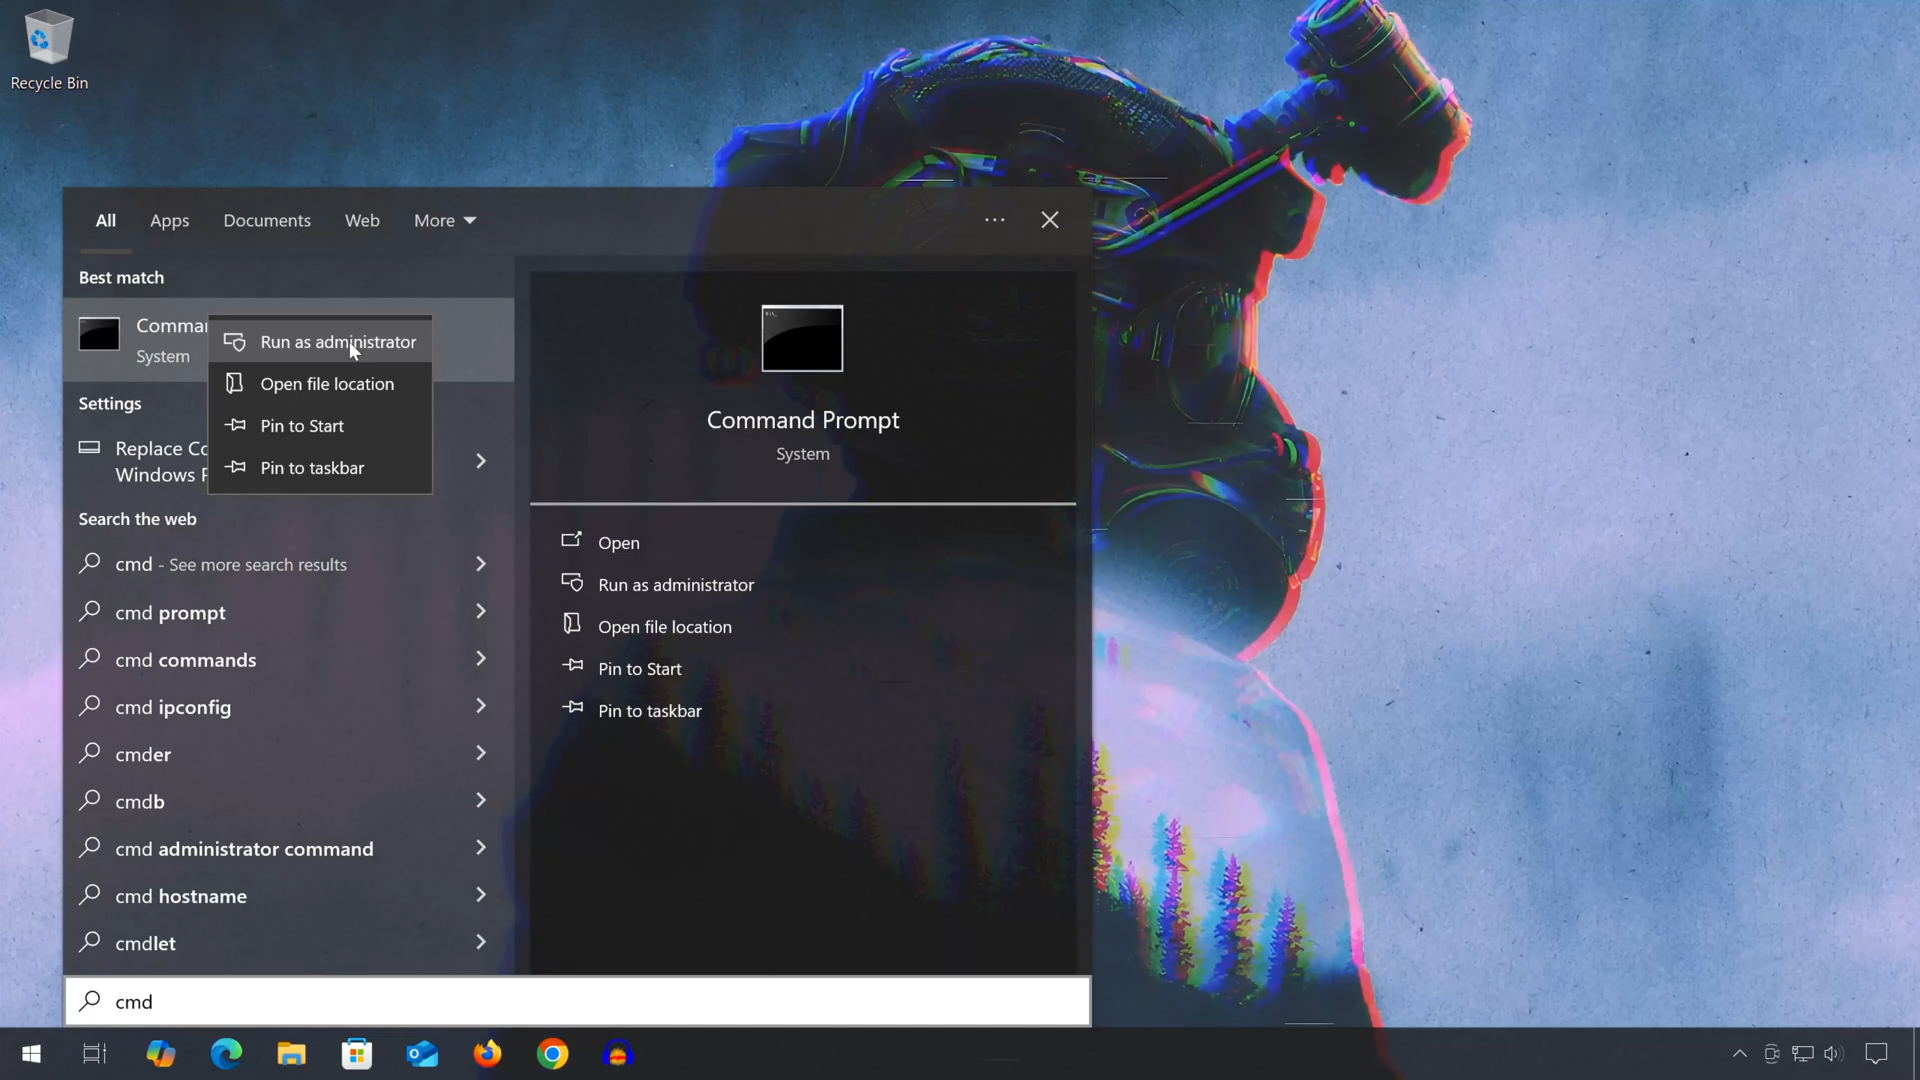 Recycle Bin
All Apps Documents Web More
Best match
System
Run as administrator
Open file location
Pin to Start
Pin to taskbar
Settings
Replace
Windows
Search the web
cmd - See more search results
cmd prompt
cmd commands
cmd ipconfig
cmder
cmdb
cmd administrator command
cmd hostname
cmdlet
Command Prompt
System
Open
Run as administrator
Open file location
Pin to Start
Pin to taskbar
cmd